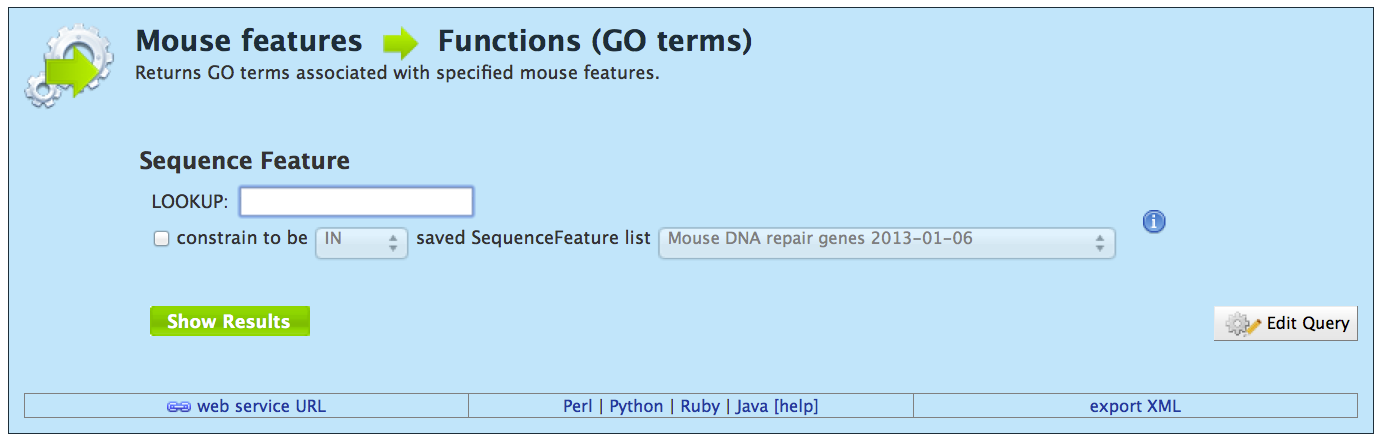 Mouse features Functions (GO terms)
Returns GO terms associated with specified mouse features.
Sequence Feature
LOOKUP:
constrain to be IN saved SequenceFeature list Mouse DNA repair genes 2013-01-06
i
Show Results
Edit Query
web service URL Perl | Python | Ruby | Java [help] export XML